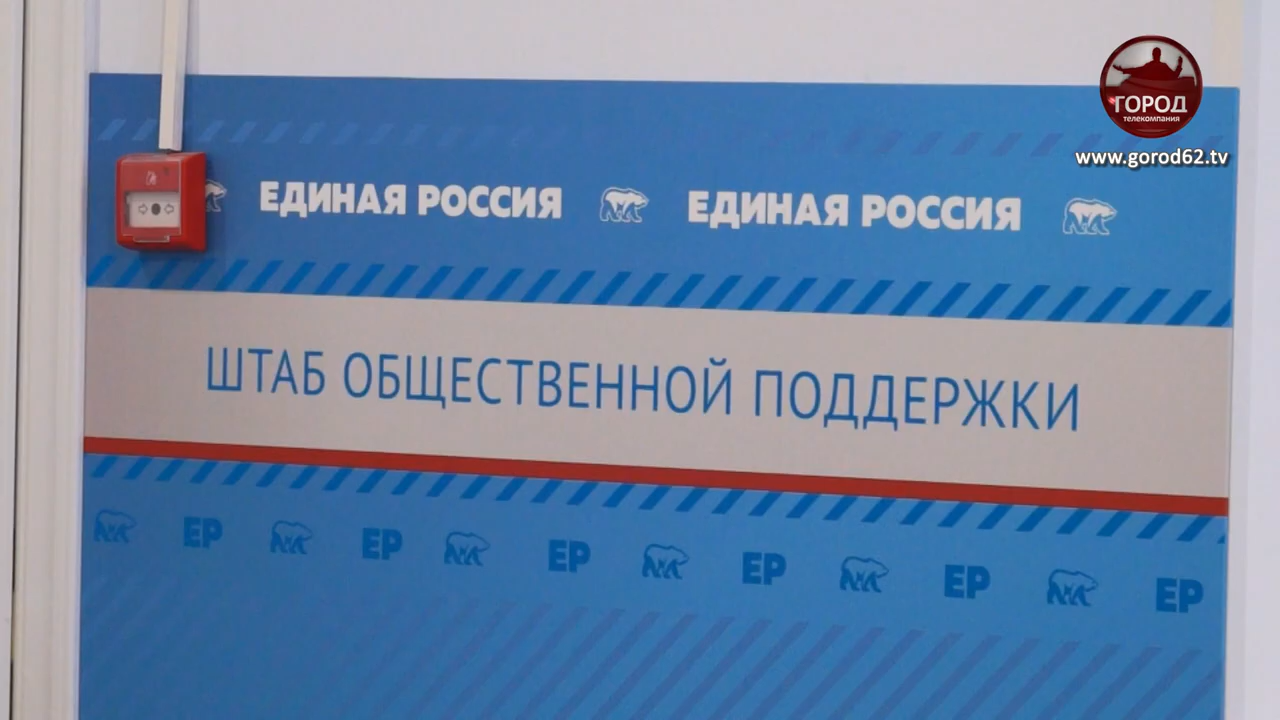 ГОРОД
телекомпания
www.gorod62.tv
ЕДИНАЯ РОССИЯ ЕДИНАЯ РОССИЯ
ШТАБ ОБЩЕСТВЕННОЙ ПОДДЕРЖКИ
ЕР ЕР ЕР ЕР ЕР ЕР